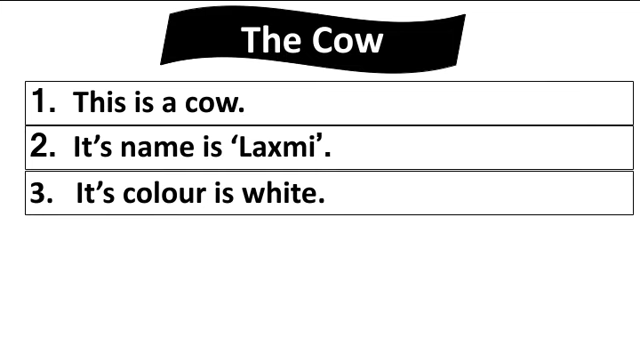 The Cow
1. This is a cow.
2. It’s name is ‘Laxmi’.
3. It’s colour is white.